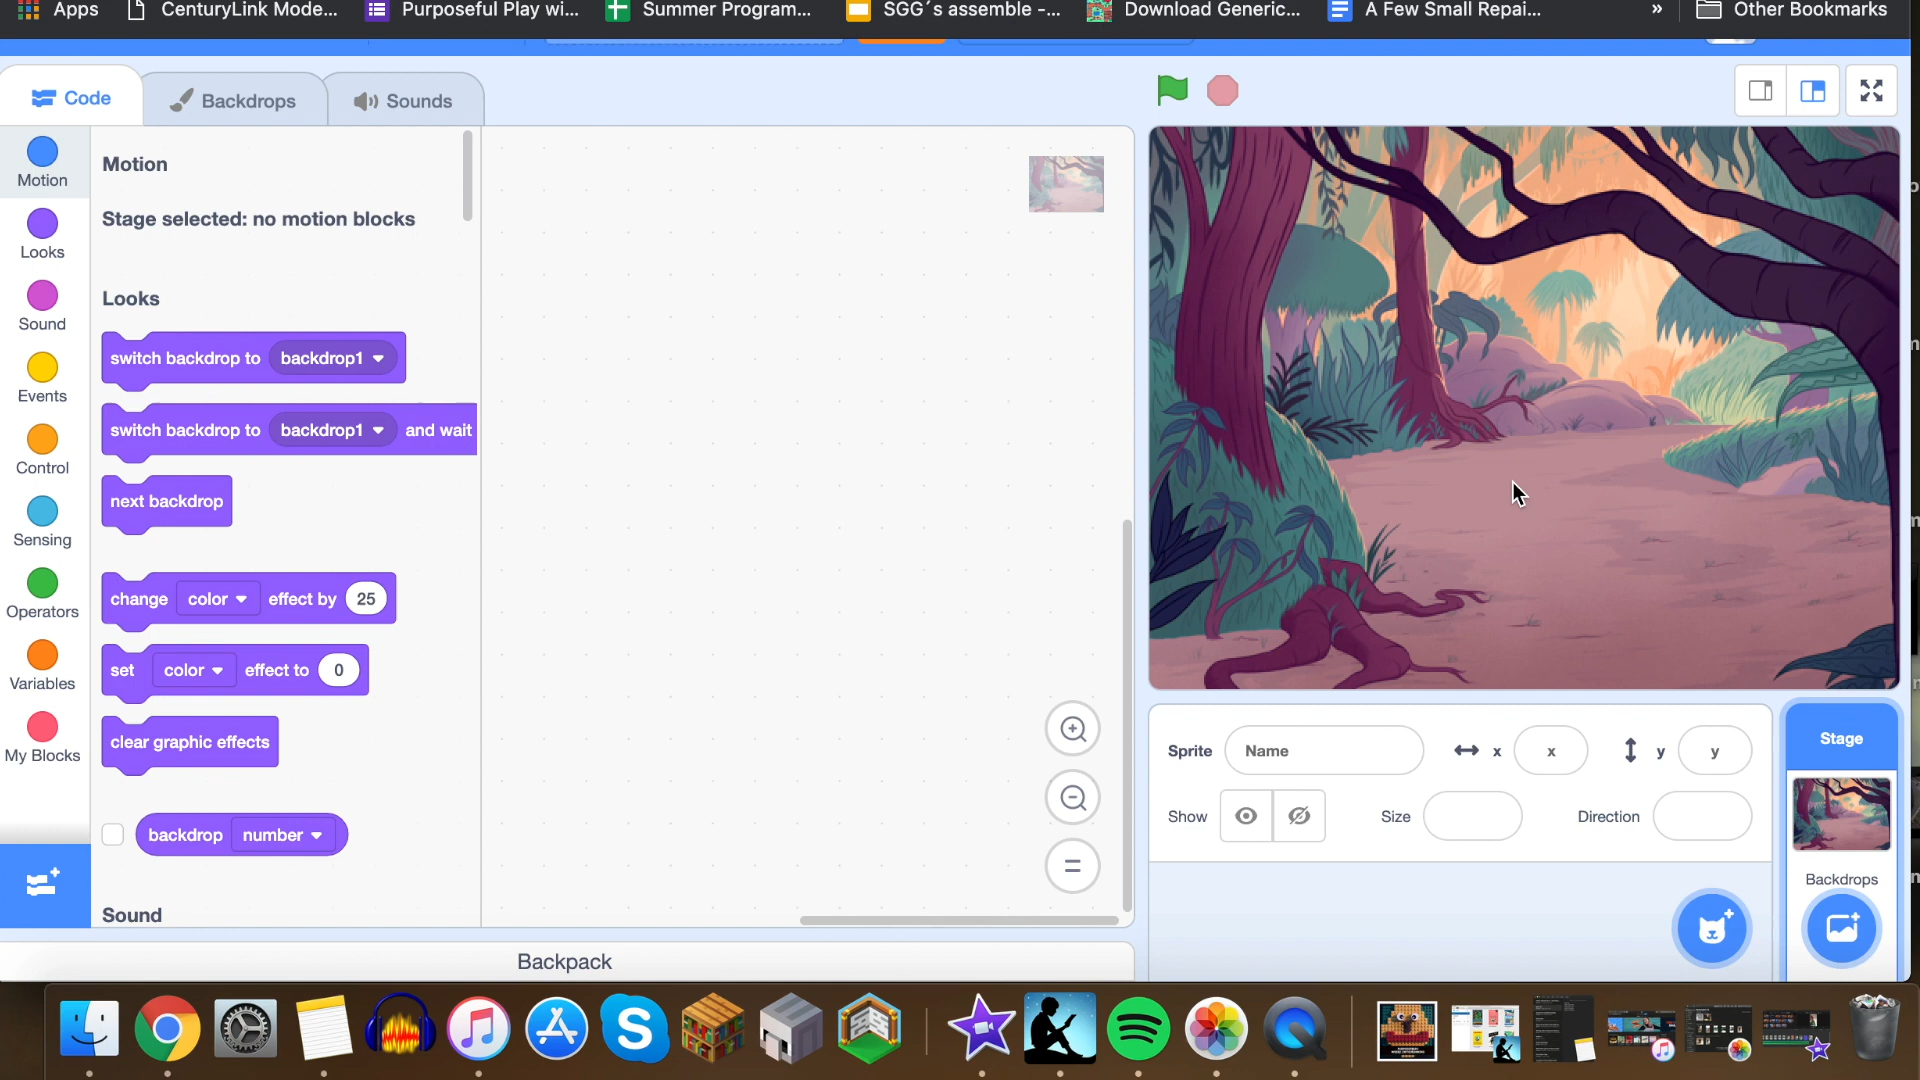 Apps CenturyLink Mode... Purposeful Play wi... Summer Program... SGG´s assemble -... Download Generic... A Few Small Repai... » Other Bookmarks
Code Backdrops Sounds
Motion
Looks
Sound
Events
Control
Sensing
Operators
Variables
My Blocks
Motion
Stage selected: no motion blocks
Looks
switch backdrop to backdrop1
switch backdrop to backdrop1 and wait
next backdrop
change color effect by 25
set color effect to 0
clear graphic effects
backdrop number
Sound
Backpack
Sprite Name x x y y
Show Size Direction
Stage
Backdrops